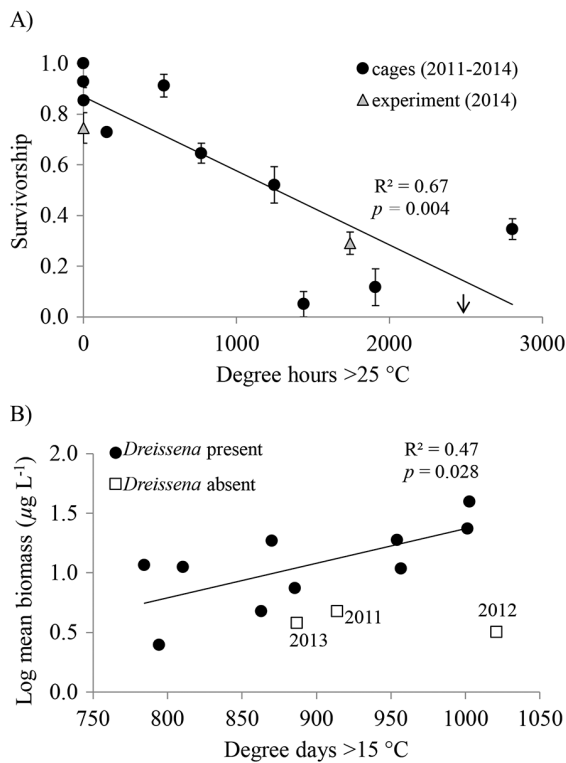 A)
1.0
0.8
0.6
0.4
0.2
0.0
Survivorship
cages (2011-2014)
experiment (2014)
R² = 0.67
p = 0.004
0
1000
2000
3000
Degree hours >25 °C
B)
2.0
1.5
1.0
0.5
0.0
Log mean biomass (µg L⁻¹)
Dreissena present
Dreissena absent
R² = 0.47
p = 0.028
2013
2011
2012
750
800
850
900
950
1000
1050
Degree days >15 °C